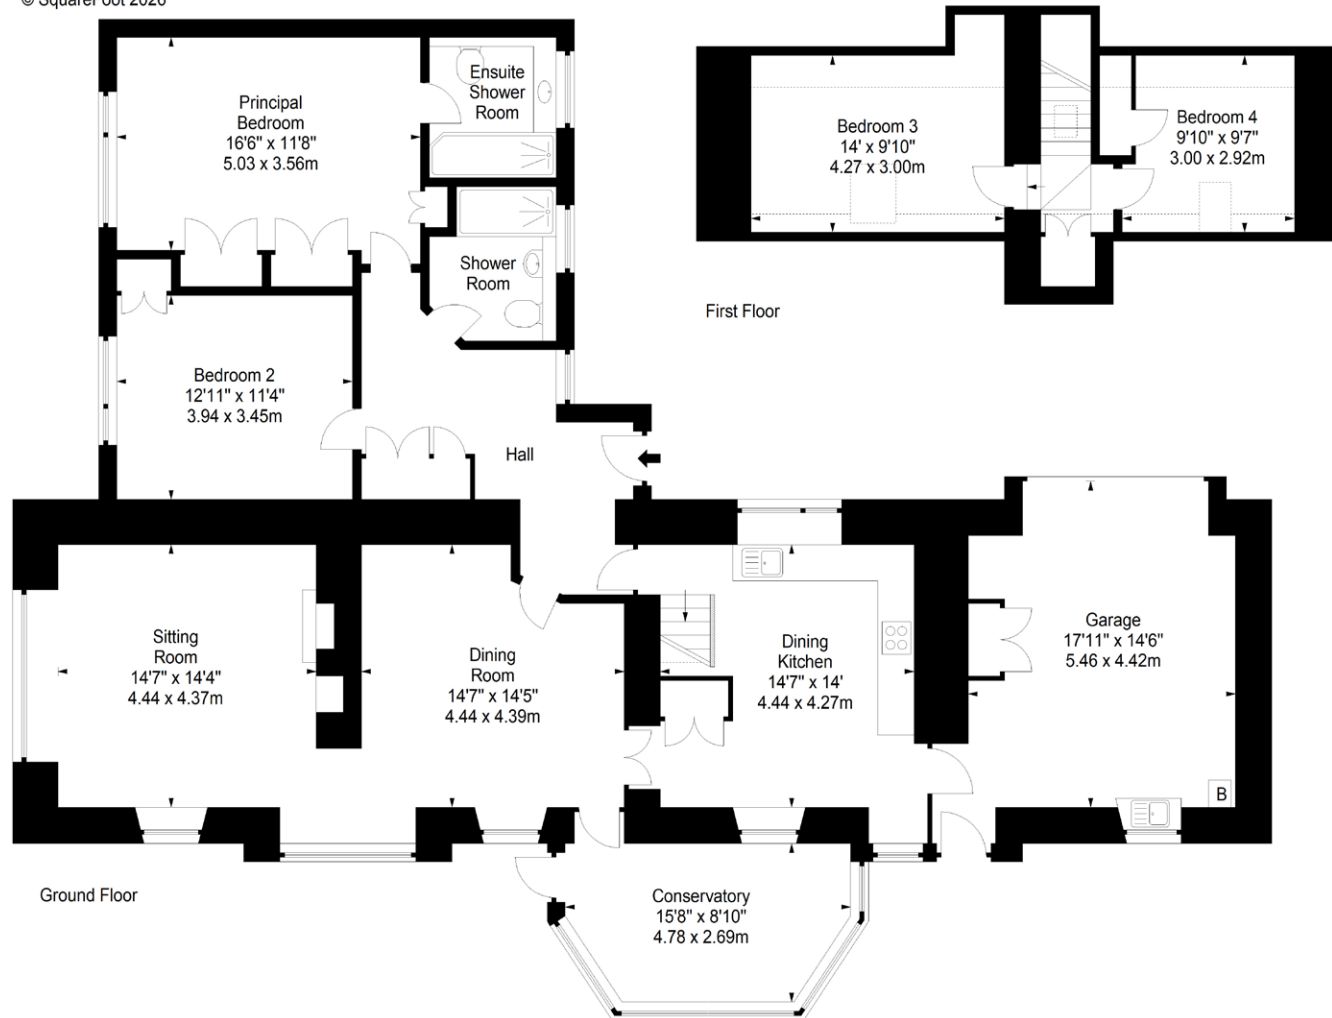 © SquareFoot 2026
Principal
Bedroom
16'6" x 11'8"
5.03 x 3.56m
Ensuite
Shower
Room
Shower
Room
Bedroom 2
12'11" x 11'4"
3.94 x 3.45m
Hall
Bedroom 3
14' x 9'10"
4.27 x 3.00m
Bedroom 4
9'10" x 9'7"
3.00 x 2.92m
First Floor
Sitting
Room
14'7" x 14'4"
4.44 x 4.37m
Dining
Room
14'7" x 14'5"
4.44 x 4.39m
Dining
Kitchen
14'7" x 14'
4.44 x 4.27m
Garage
17'11" x 14'6"
5.46 x 4.42m
B
Ground Floor
Conservatory
15'8" x 8'10"
4.78 x 2.69m